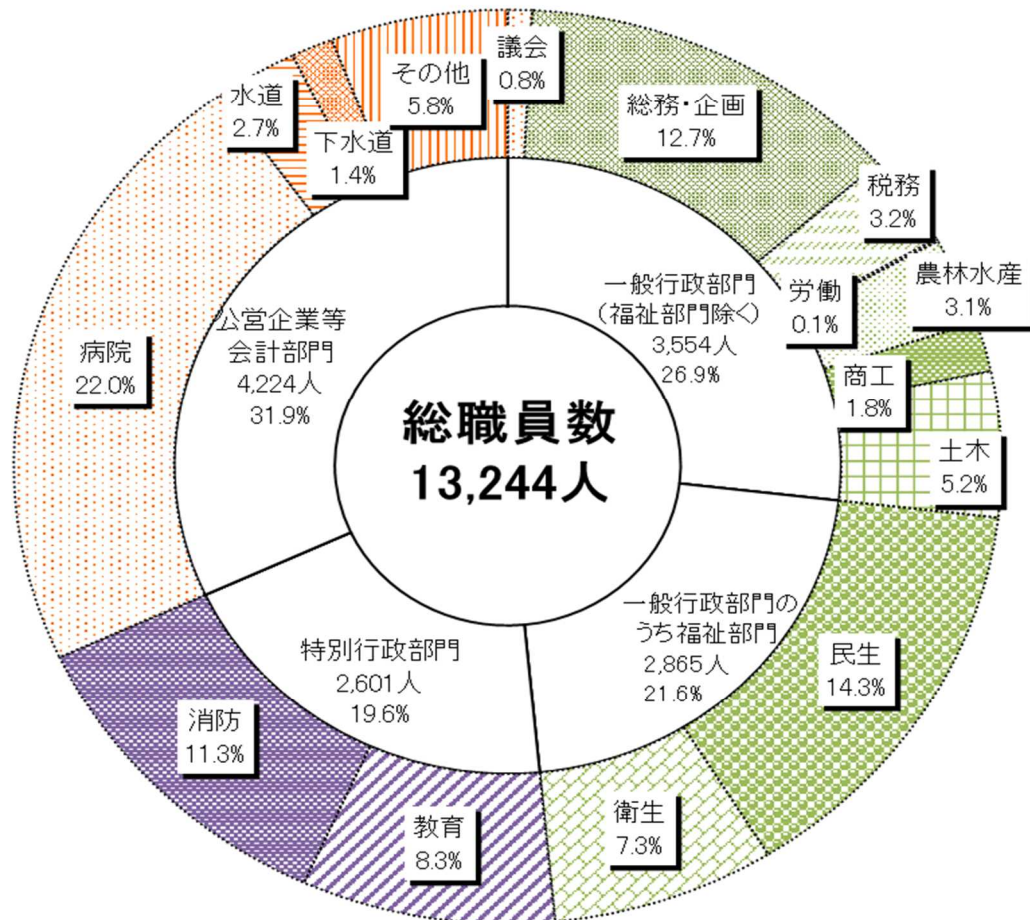 議会
0.8%
総務・企画
12.7%
税務
3.2%
農林水産
3.1%
労働
0.1%
商工
1.8%
土木
5.2%
民生
14.3%
衛生
7.3%
教育
8.3%
消防
11.3%
病院
22.0%
水道
2.7%
下水道
1.4%
その他
5.8%
一般行政部門
(福祉部門除く)
3,554人
26.9%
一般行政部門の
うち福祉部門
2,865人
21.6%
特別行政部門
2,601人
19.6%
公営企業等
会計部門
4,224人
31.9%
総職員数
13,244人